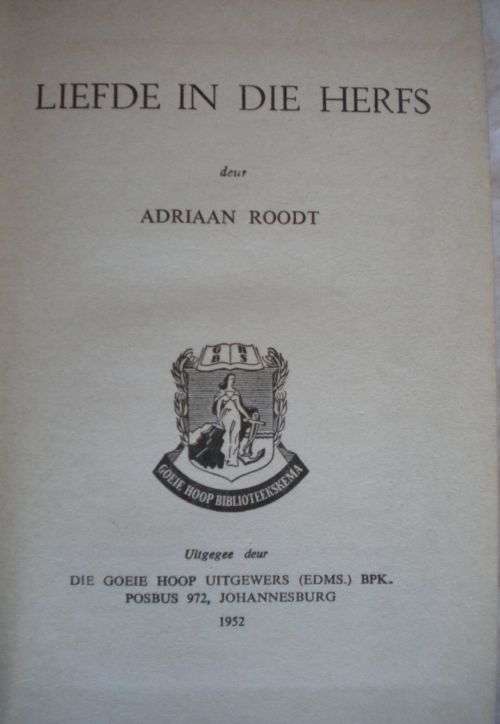 LIEFDE IN DIE HERFS
deur
ADRIAAN ROODT
GOEIE HOOP BIBLIOTEEKSKEMA
Uitgegee deur
DIE GOEIE HOOP UITGEWERS (EDMS.) BPK.
POSBUS 972, JOHANNESBURG
1952